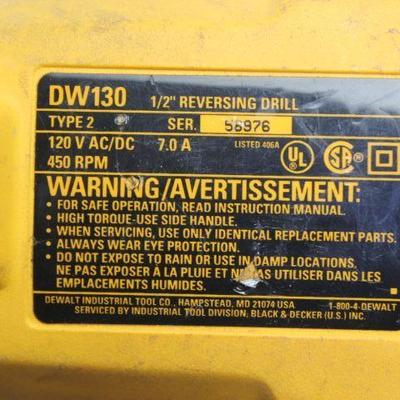 DW130 1/2" REVERSING DRILL
TYPE 2 SER. 56976
120 V AC/DC 7.0 A LISTED 406A
450 RPM
UL SA
WARNING/AVERTISSEMENT:
• FOR SAFE OPERATION, READ INSTRUCTION MANUAL.
• HIGH TORQUE-USE SIDE HANDLE.
• WHEN SERVICING, USE ONLY IDENTICAL REPLACEMENT PARTS.
• ALWAYS WEAR EYE PROTECTION.
• DO NOT EXPOSE TO RAIN OR USE IN DAMP LOCATIONS.
NE PAS EXPOSER À LA PLUIE ET NE PAS UTILISER DANS LES
EMPLACEMENTS HUMIDES.
DEWALT INDUSTRIAL TOOL CO., HAMPSTEAD, MD 21074 USA 1-800-4-DEWALT
SERVICED BY INDUSTRIAL TOOL DIVISION; BLACK & DECKER (U.S.) INC.